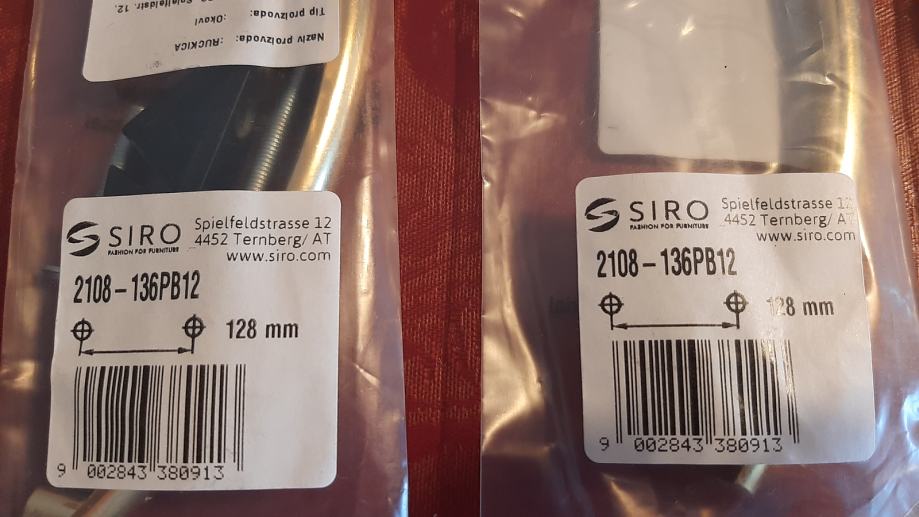 Spielfeldstr. 12,
Tip proizvoda: :Okovi
Naziv proizvoda: :RUCKICA
SIRO
FASHION FOR FURNITURE
Spielfeldstrasse 12
4452 Ternberg/ AT
www.siro.com
2108-136PB12
128 mm
9 002843 380913
SIRO
FASHION FOR FURNITURE
Spielfeldstrasse 12
4452 Ternberg/ AT
www.siro.com
2108-136PB12
128 mm
9 002843 380913